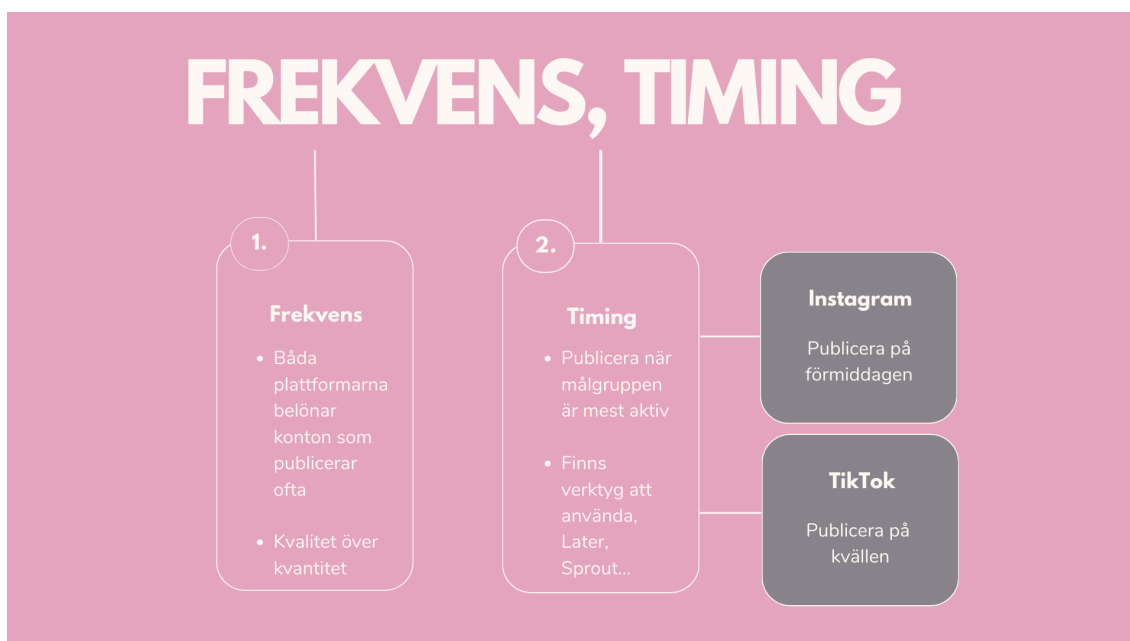 FREKVENS, TIMING
1.
Frekvens
• Båda
plattformarna
belönar
konton som
publicerar
ofta
• Kvalitet över
kvantitet
2.
Timing
• Publicera när
målgruppen
är mest aktiv
• Finns
verktyg att
använda,
Later,
Sprout...
Instagram
Publicera på
förmiddagen
TikTok
Publicera på
kvällen